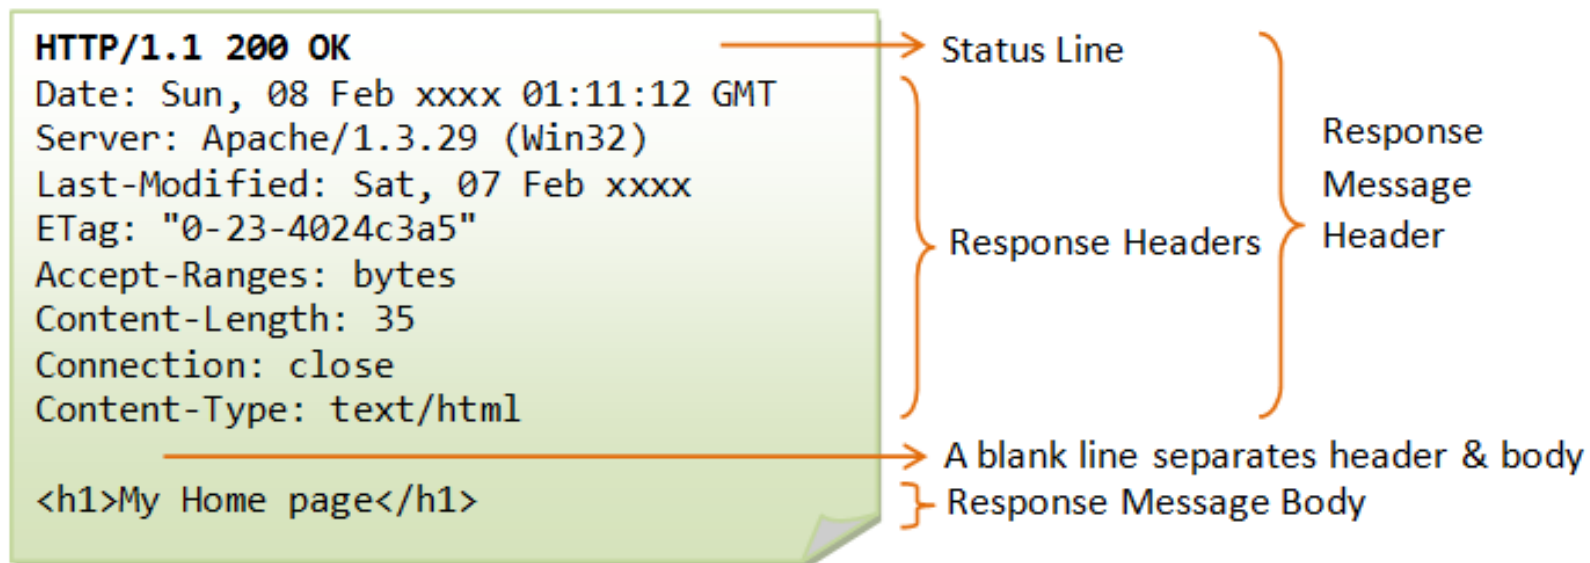 HTTP/1.1 200 OK
Date: Sun, 08 Feb xxxx 01:11:12 GMT
Server: Apache/1.3.29 (Win32)
Last-Modified: Sat, 07 Feb xxxx
ETag: "0-23-4024c3a5"
Accept-Ranges: bytes
Content-Length: 35
Connection: close
Content-Type: text/html
<h1>My Home page</h1>
Status Line
Response Headers
Response
Message
Header
A blank line separates header & body
Response Message Body